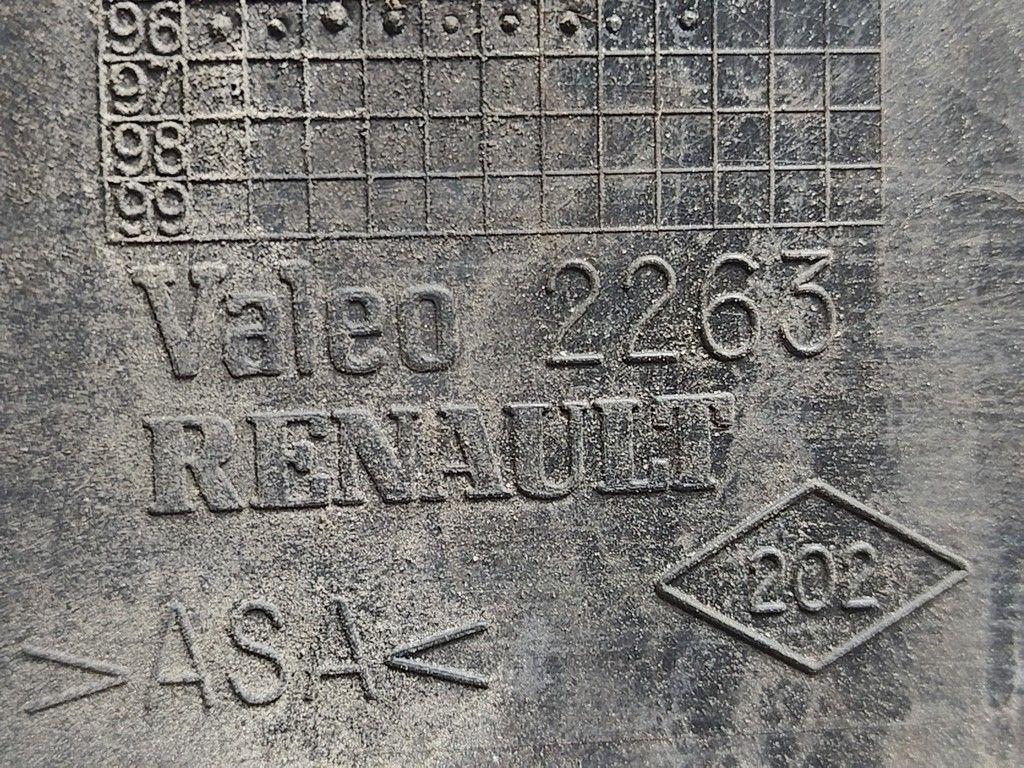 96
97
98
99
Valeo 2263
RENAULT
202
>ASA<